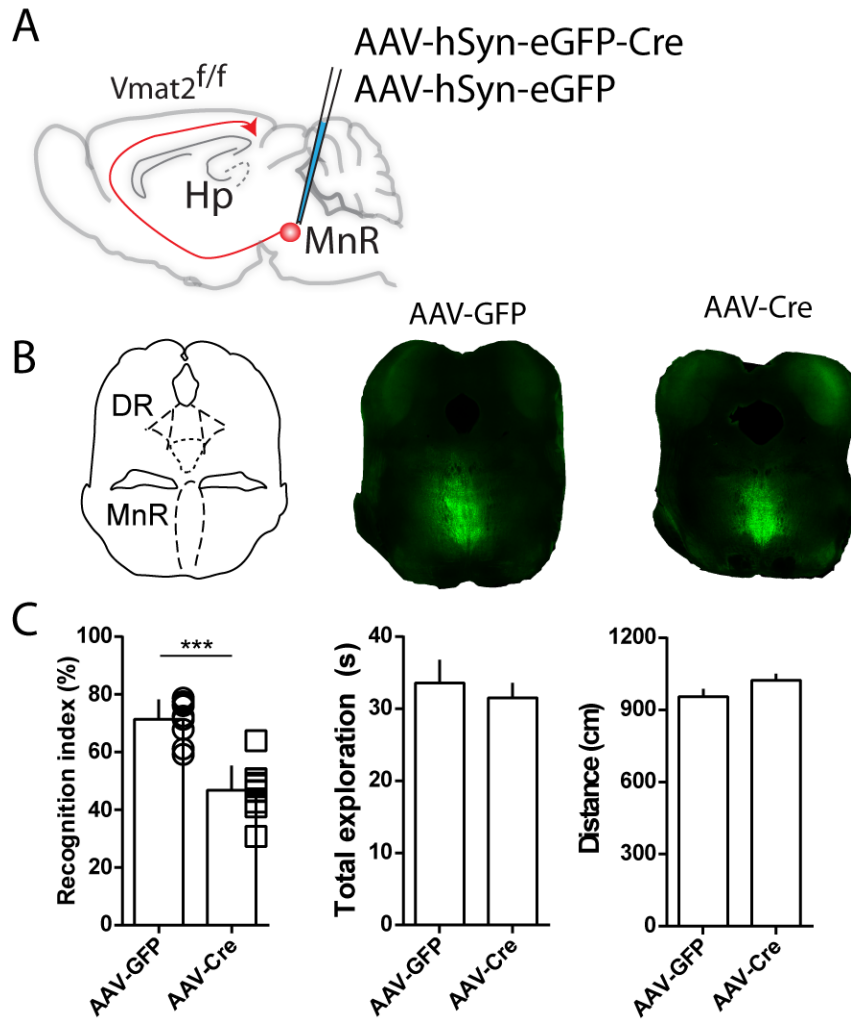 A
AAV-hSyn-eGFP-Cre
AAV-hSyn-eGFP
Vmat2f/f
Hp
MnR
B
AAV-GFP
AAV-Cre
DR
MnR
C
Recognition index (%)
100
80
60
40
20
0
***
AAV-GFP
AAV-Cre
Total exploration (s)
40
30
20
10
0
AAV-GFP
AAV-Cre
Distance (cm)
1200
900
600
300
0
AAV-GFP
AAV-Cre